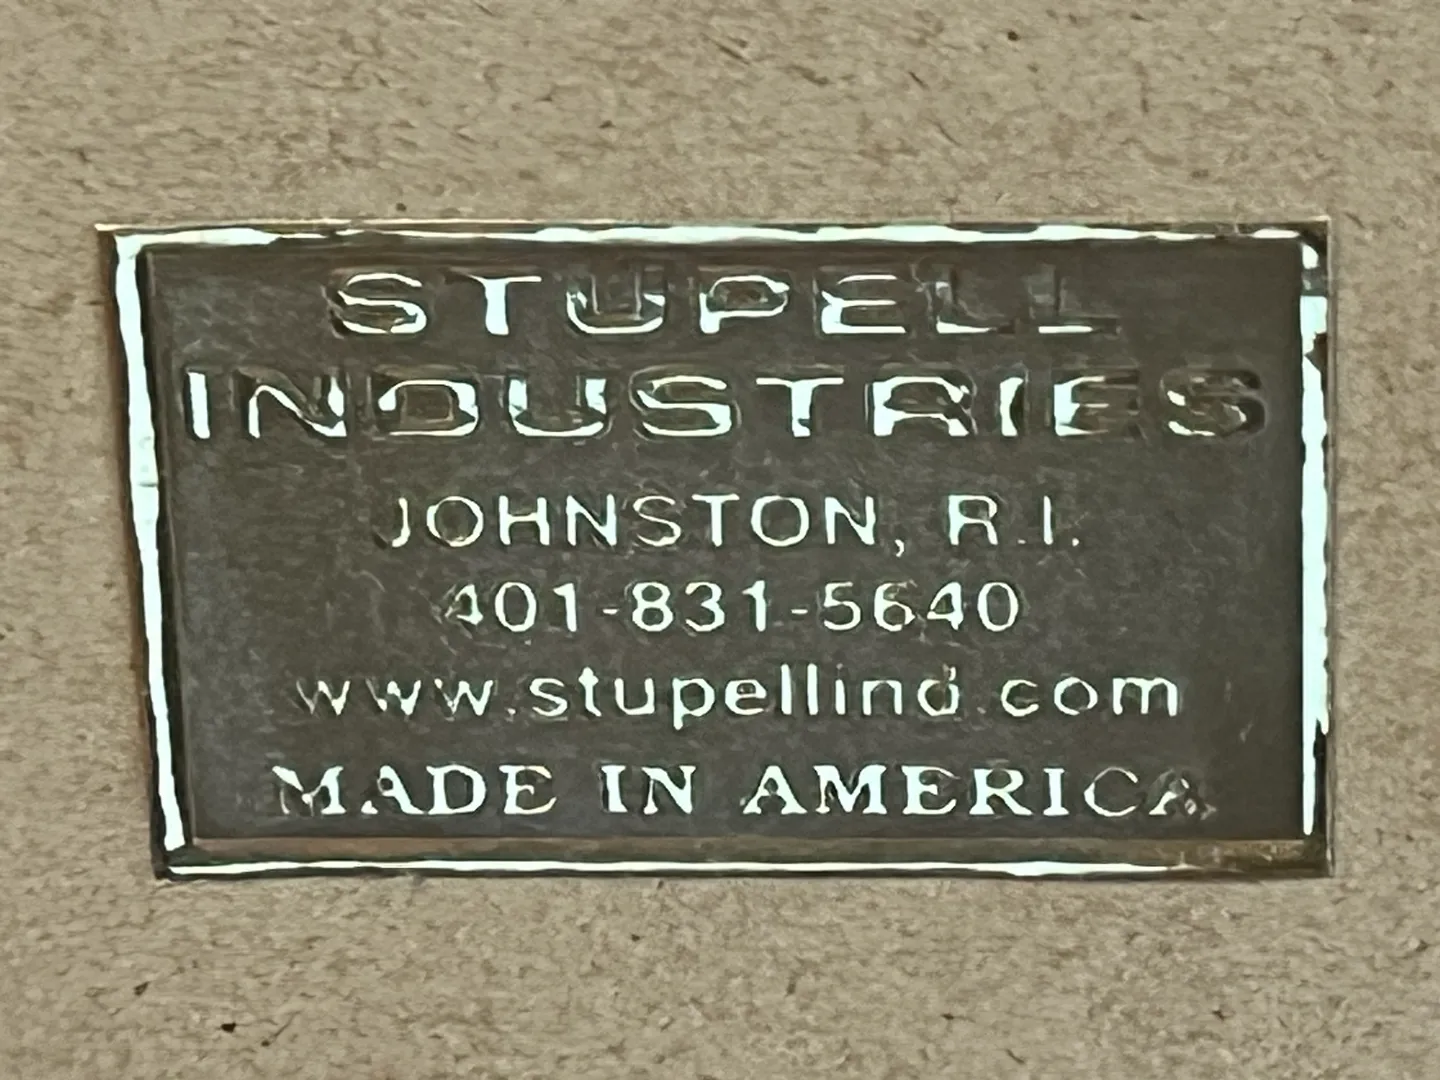 STUPELL
INDUSTRIES
JOHNSTON, R.I.
401-831-5640
www.stupellind.com
MADE IN AMERICA